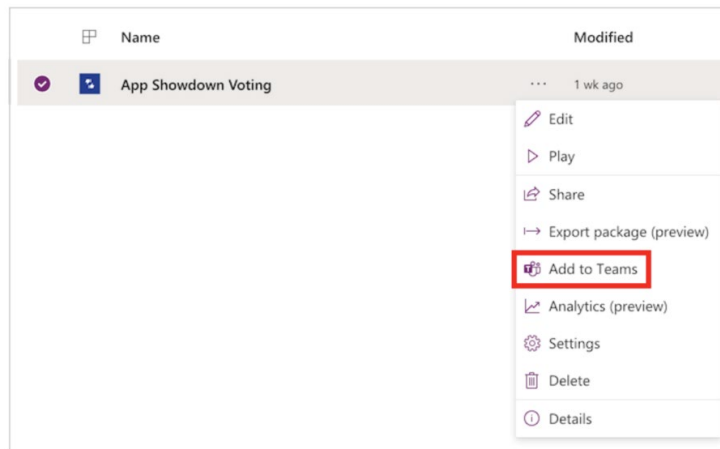 Name Modified
App Showdown Voting ... 1 wk ago
Edit
Play
Share
Export package (preview)
Add to Teams
Analytics (preview)
Settings
Delete
Details